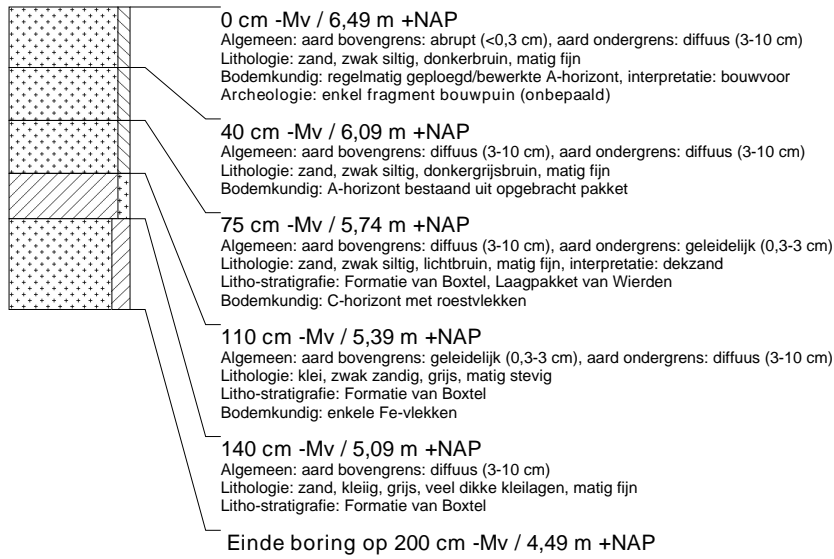 0 cm -Mv / 6,49 m +NAP
Algemeen: aard bovengrens: abrupt (<0,3 cm), aard ondergrens: diffuus (3-10 cm)
Lithologie: zand, zwak siltig, donkerbruin, matig fijn
Bodemkundig: regelmatig geploegd/bewerkte A-horizont, interpretatie: bouwvoor
Archeologie: enkel fragment bouwpuin (onbepaald)
40 cm -Mv / 6,09 m +NAP
Algemeen: aard bovengrens: diffuus (3-10 cm), aard ondergrens: diffuus (3-10 cm)
Lithologie: zand, zwak siltig, donkergrijsbruin, matig fijn
Bodemkundig: A-horizont bestaand uit opgebracht pakket
75 cm -Mv / 5,74 m +NAP
Algemeen: aard bovengrens: diffuus (3-10 cm), aard ondergrens: geleidelijk (0,3-3 cm)
Lithologie: zand, zwak siltig, lichtbruin, matig fijn, interpretatie: dekzand
Litho-stratigrafie: Formatie van Boxtel, Laagpakket van Wierden
Bodemkundig: C-horizont met roestvlekken
110 cm -Mv / 5,39 m +NAP
Algemeen: aard bovengrens: geleidelijk (0,3-3 cm), aard ondergrens: diffuus (3-10 cm)
Lithologie: klei, zwak zandig, grijs, matig stevig
Litho-stratigrafie: Formatie van Boxtel
Bodemkundig: enkele Fe-vlekken
140 cm -Mv / 5,09 m +NAP
Algemeen: aard bovengrens: diffuus (3-10 cm)
Lithologie: zand, kleiig, grijs, veel dikke kleilagen, matig fijn
Litho-stratigrafie: Formatie van Boxtel
Einde boring op 200 cm -Mv / 4,49 m +NAP